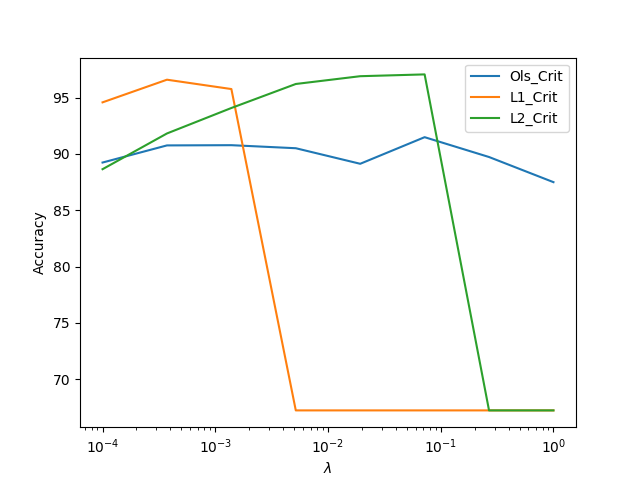 Ols_Crit
L1_Crit
L2_Crit
Accuracy
95
90
85
80
75
70
10⁻⁴
10⁻³
10⁻²
10⁻¹
10⁰
λ